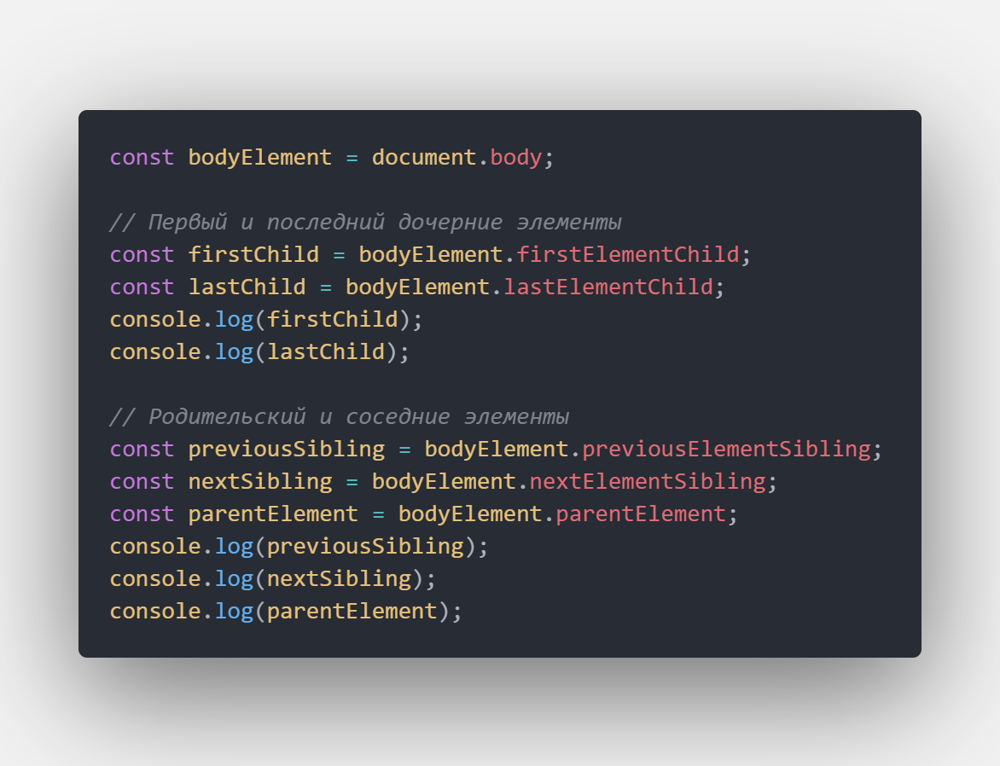 const bodyElement = document.body;
// Первый и последний дочерние элементы
const firstChild = bodyElement.firstElementChild;
const lastChild = bodyElement.lastElementChild;
console.log(firstChild);
console.log(lastChild);
// Родительский и соседние элементы
const previousSibling = bodyElement.previousElementSibling;
const nextSibling = bodyElement.nextElementSibling;
const parentElement = bodyElement.parentElement;
console.log(previousSibling);
console.log(nextSibling);
console.log(parentElement);